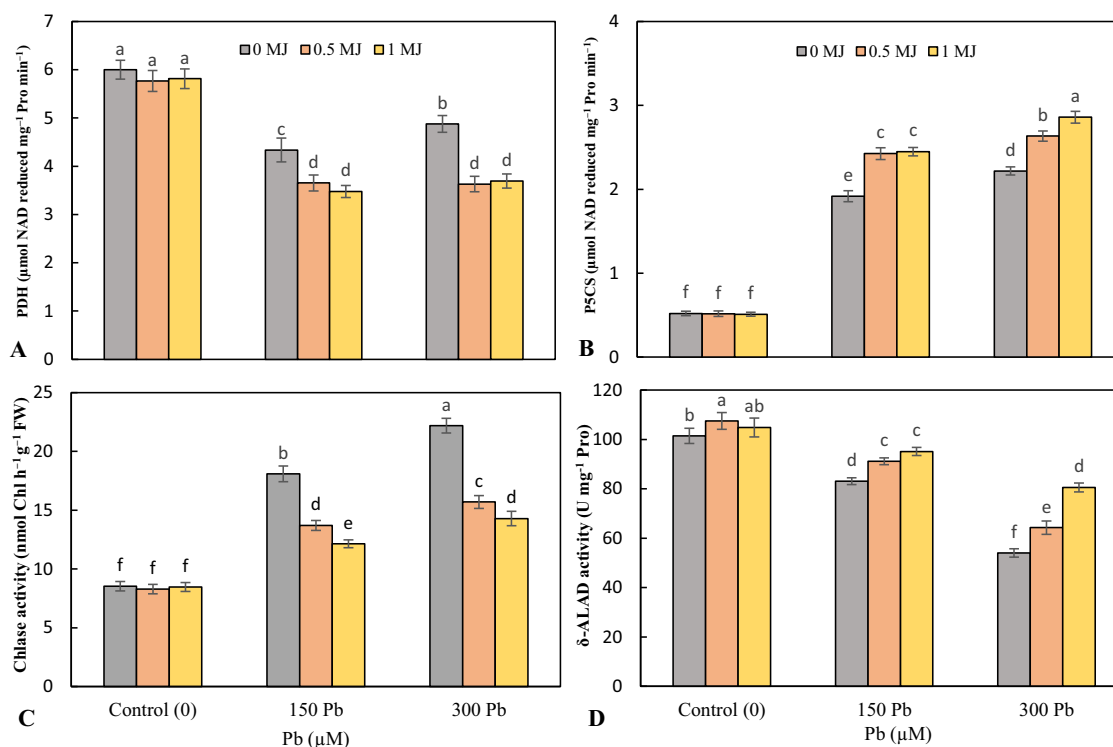 PDH (µmol NAD reduced mg⁻¹ Pro min⁻¹)
7
6
5
4
3
2
1
0
0 MJ 0.5 MJ 1 MJ
a a a
c d d
b d d
A
P5CS (µmol NAD reduced mg⁻¹ Pro min⁻¹)
4
3
2
1
0
0 MJ 0.5 MJ 1 MJ
f f f
e c c
d b a
B
Chlase activity (nmol Chl h⁻¹ g⁻¹ FW)
25
20
15
10
5
0
f f f
b d e
a c d
Control (0) 150 Pb 300 Pb
Pb (µM)
C
δ-ALAD activity (U mg⁻¹ Pro)
120
100
80
60
40
20
0
b a ab
d c c
f e d
Control (0) 150 Pb 300 Pb
Pb (µM)
D